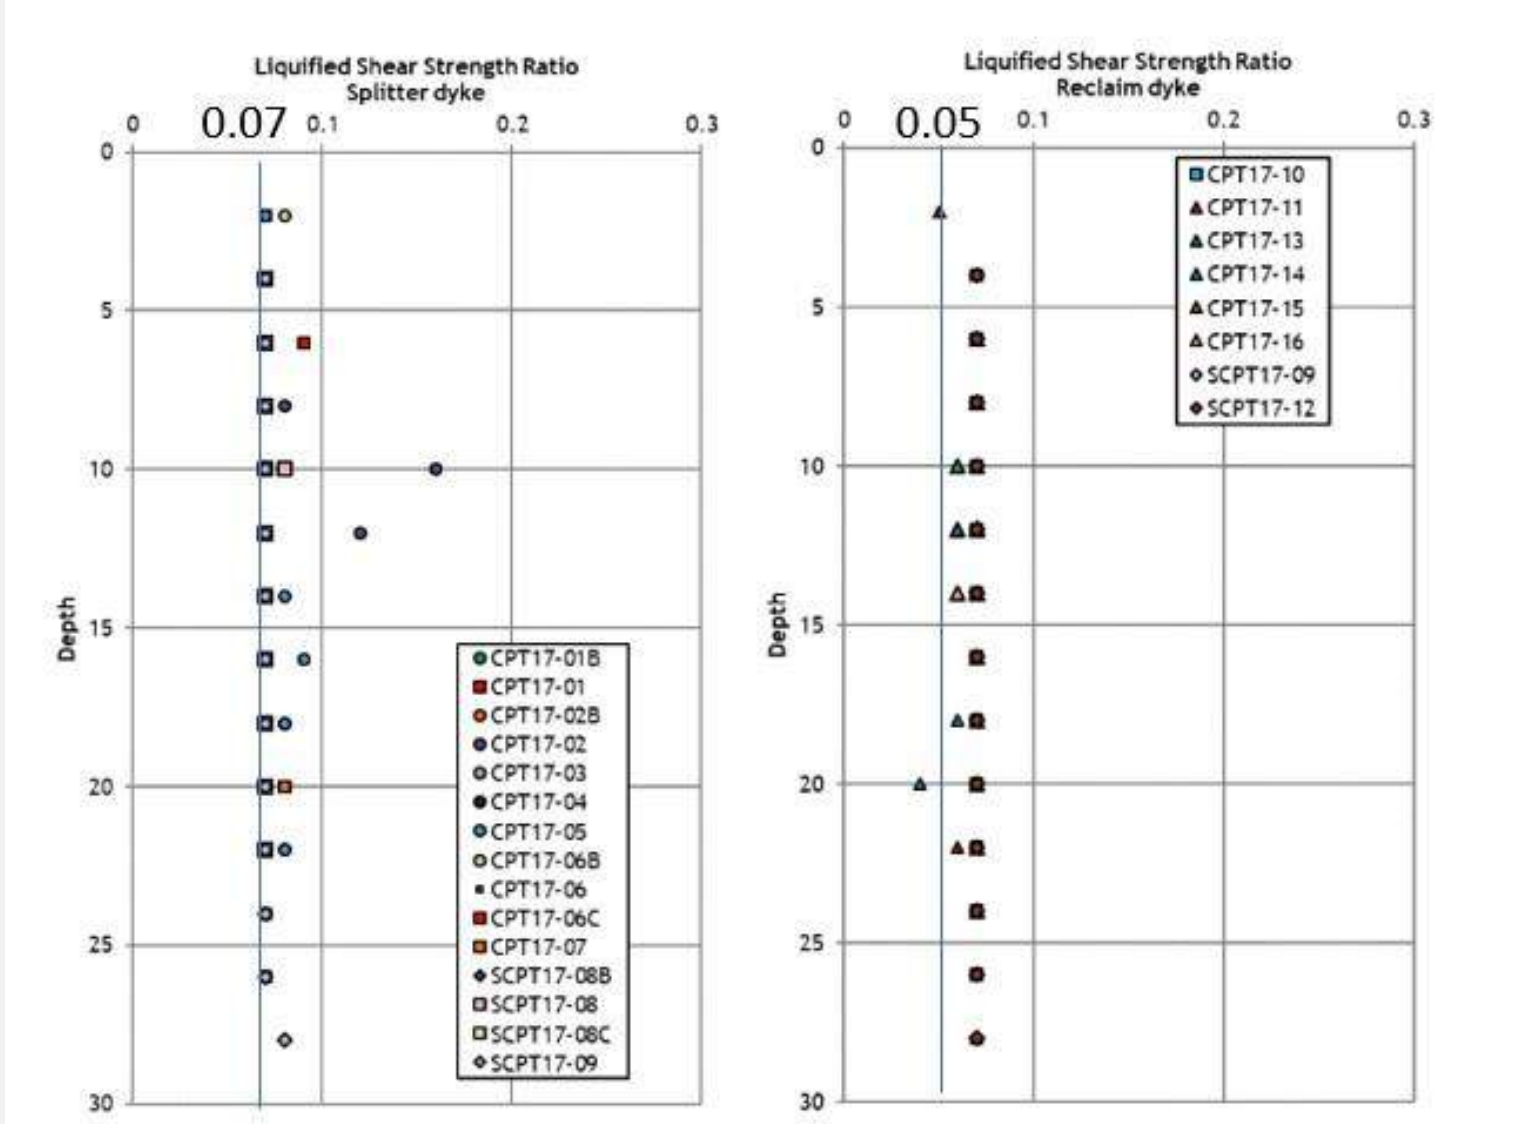 Liquified Shear Strength Ratio
Splitter dyke
0 0.07 0.1 0.2 0.3
0
5
10
15
20
25
30
Depth
CPT17-01B
CPT17-01
CPT17-02B
CPT17-02
CPT17-03
CPT17-04
CPT17-05
CPT17-06B
CPT17-06
CPT17-06C
CPT17-07
SCPT17-08B
SCPT17-08
SCPT17-08C
SCPT17-09
Liquified Shear Strength Ratio
Reclaim dyke
0 0.05 0.1 0.2 0.3
0
5
10
15
20
25
30
Depth
CPT17-10
CPT17-11
CPT17-13
CPT17-14
CPT17-15
CPT17-16
SCPT17-09
SCPT17-12